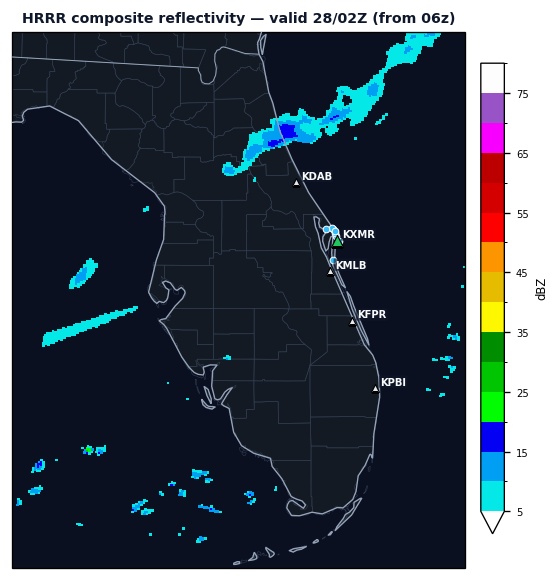 HRRR composite reflectivity — valid 28/02Z (from 06z)
KDAB
KXMR
KMLB
KFPR
KPBI
75
65
55
45
35
25
15
5
dBZ